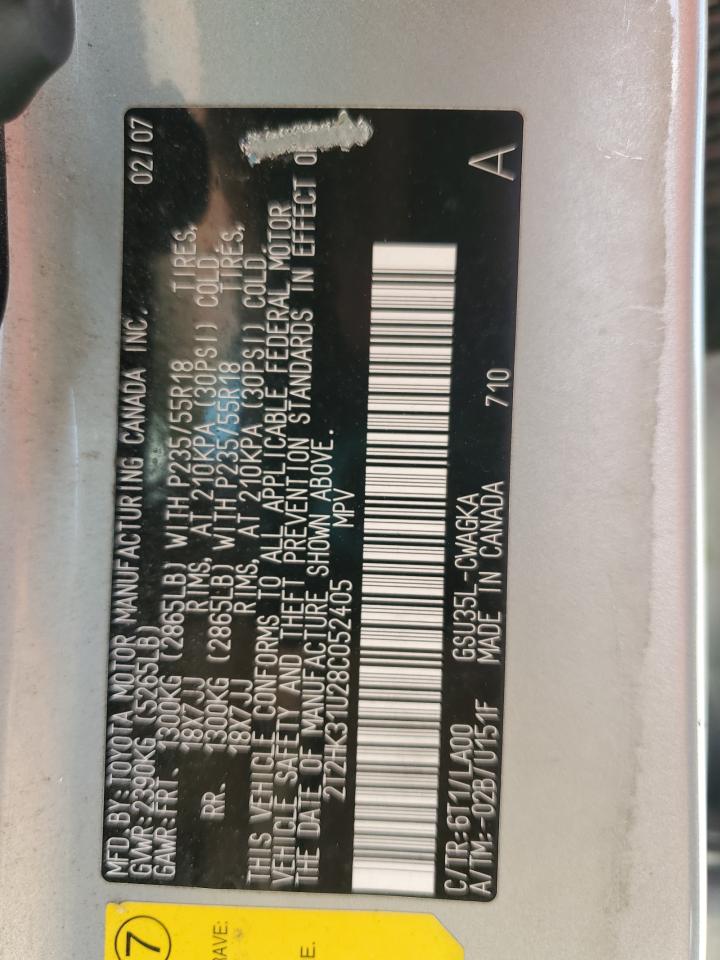 MFD. BY: TOYOTA MOTOR MANUFACTURING CANADA INC. 02/07
GVWR: 2390KG (5265LB)
GAWR: FRT. 1300KG (2865LB) WITH P235/55R18 TIRES,
18X7JJ RIMS, AT 210KPA (30PSI) COLD
RR. 1300KG (2865LB) WITH P235/55R18 TIRES,
18X7JJ RIMS, AT 210KPA (30PSI) COLD
THIS VEHICLE CONFORMS TO ALL APPLICABLE FEDERAL MOTOR
VEHICLE SAFETY AND THEFT PREVENTION STANDARDS IN EFFECT ON
THE DATE OF MANUFACTURE SHOWN ABOVE.
2T2HK31U28C052405 MPV
C/TR: 6T1/LA00 GSU35L-CWAGKA A
A/TM: -02B/U151F MADE IN CANADA 710
7
RAVE:
E.